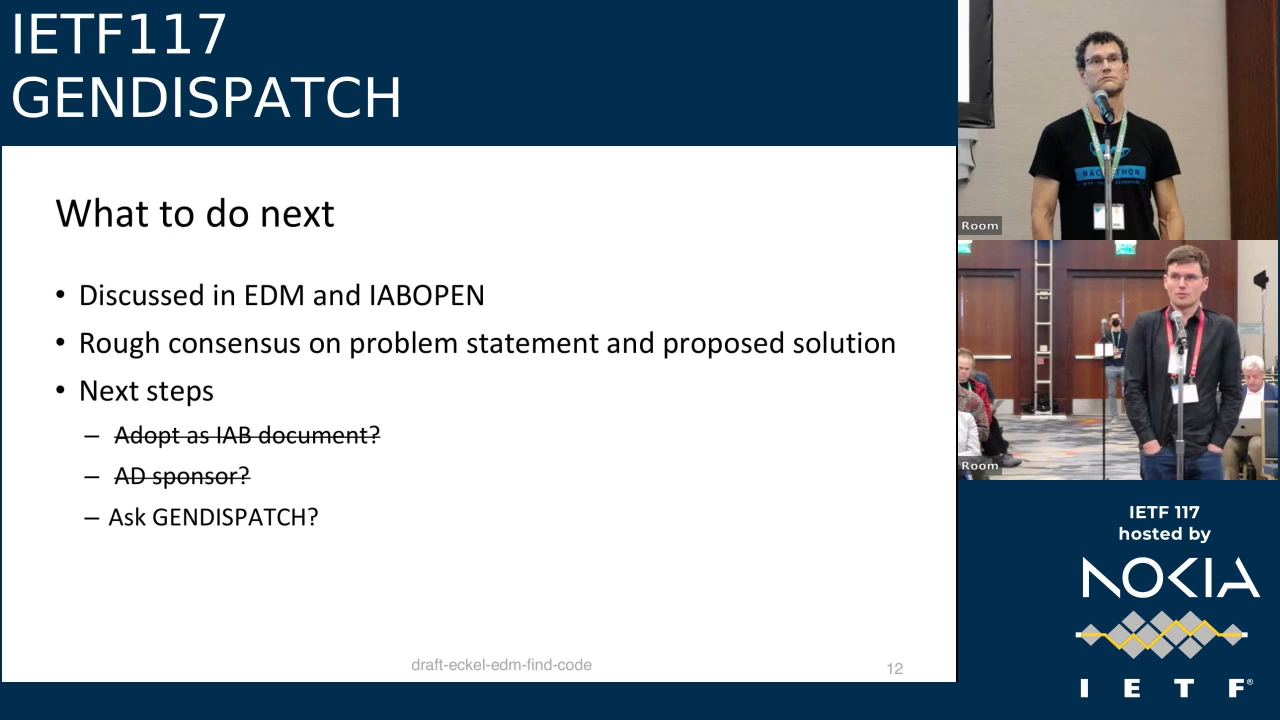 IETF117
GENDISPATCH
What to do next
• Discussed in EDM and IABOPEN
• Rough consensus on problem statement and proposed solution
• Next steps
– Adopt as IAB document?
– AD sponsor?
– Ask GENDISPATCH?
draft-eckel-edm-find-code
12
HACKATHON
Room
Room
IETF 117
hosted by
NOKIA
I E T F®